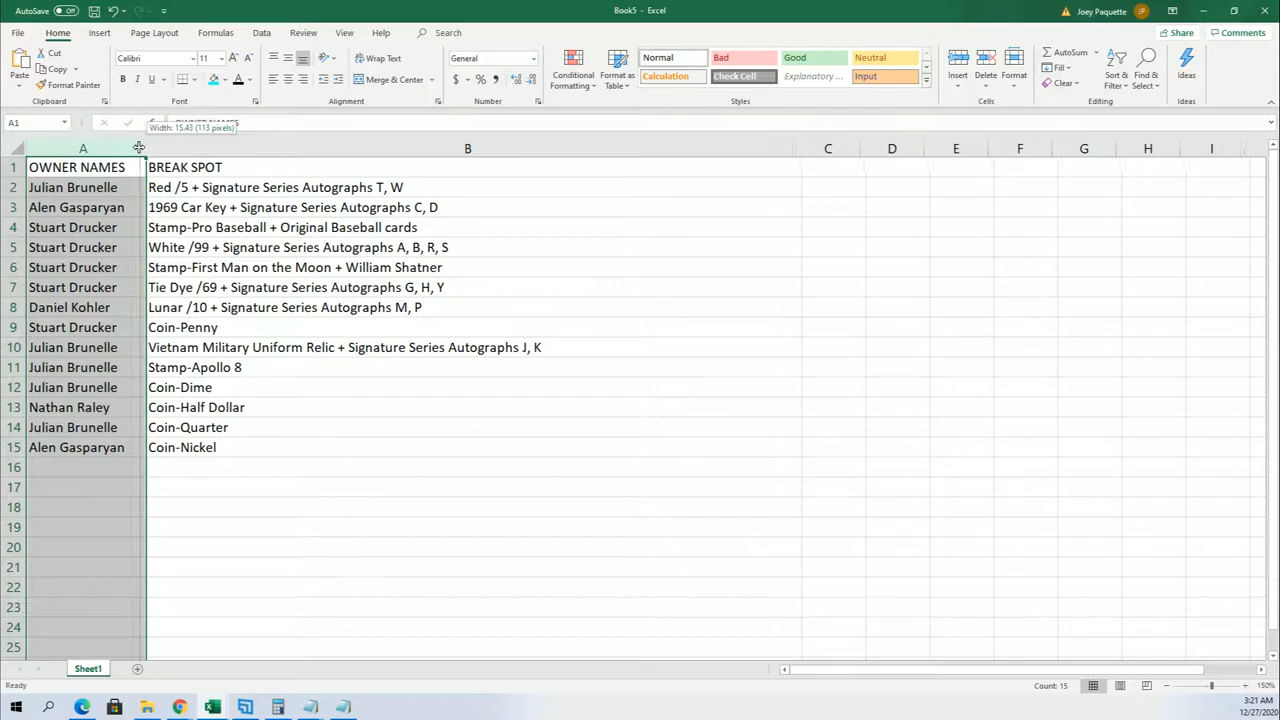 AutoSave Off Book5 - Excel Joey Paquette JP
File Home Insert Page Layout Formulas Data Review View Help Search Share Comments
Paste Cut Copy Format Painter Clipboard
Calibri 11 B I U A Font
Wrap Text Merge & Center Alignment
General $ % Number
Conditional Formatting Format as Table
Normal Bad Good Neutral
Calculation Check Cell Explanatory ... Input
Styles
Insert Delete Format Cells
AutoSum Fill Clear Sort & Filter Find & Select Editing
Ideas Ideas
A1 Width: 15.43 (113 pixels)
A B C D E F G H I
1 OWNER NAMES BREAK SPOT
2 Julian Brunelle Red /5 + Signature Series Autographs T, W
3 Alen Gasparyan 1969 Car Key + Signature Series Autographs C, D
4 Stuart Drucker Stamp-Pro Baseball + Original Baseball cards
5 Stuart Drucker White /99 + Signature Series Autographs A, B, R, S
6 Stuart Drucker Stamp-First Man on the Moon + William Shatner
7 Stuart Drucker Tie Dye /69 + Signature Series Autographs G, H, Y
8 Daniel Kohler Lunar /10 + Signature Series Autographs M, P
9 Stuart Drucker Coin-Penny
10 Julian Brunelle Vietnam Military Uniform Relic + Signature Series Autographs J, K
11 Julian Brunelle Stamp-Apollo 8
12 Julian Brunelle Coin-Dime
13 Nathan Raley Coin-Half Dollar
14 Julian Brunelle Coin-Quarter
15 Alen Gasparyan Coin-Nickel
16
17
18
19
20
21
22
23
24
25
Sheet1
Ready Count: 15 150%
3:21 AM
12/27/2020